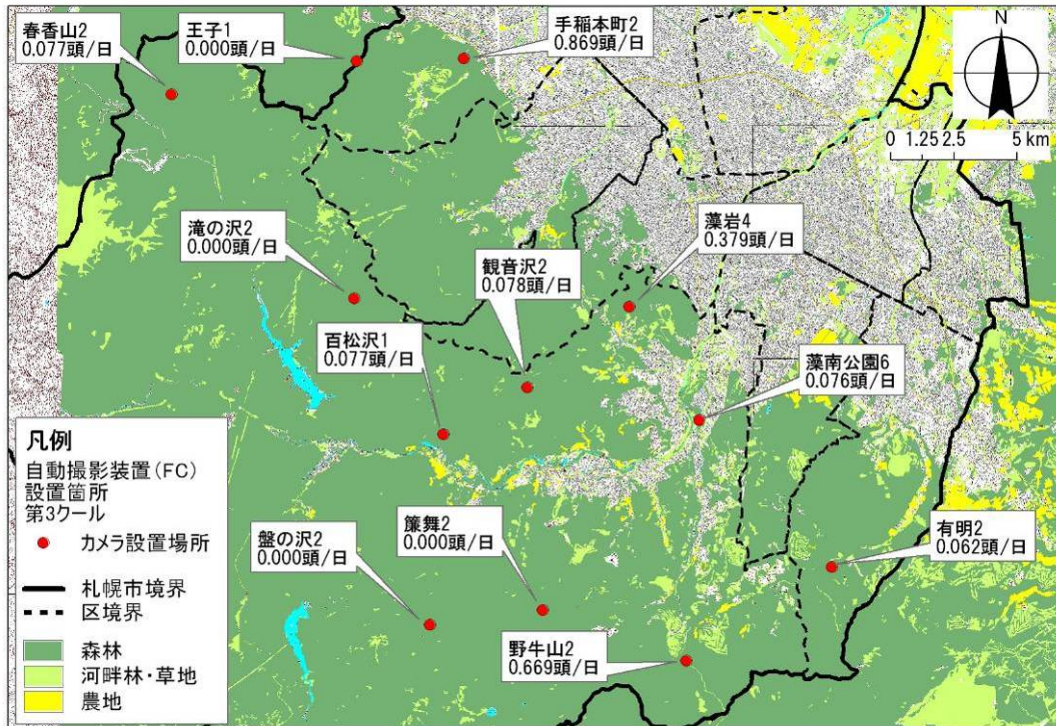 春香山2
0.077頭/日
王子1
0.000頭/日
手稲本町2
0.869頭/日
N
0 1.25 2.5 5 km
滝の沢2
0.000頭/日
観音沢2
0.078頭/日
藻岩4
0.379頭/日
百松沢1
0.077頭/日
藻南公園6
0.076頭/日
凡例
自動撮影装置(FC)
設置箇所
第3クール
カメラ設置場所
札幌市境界
区境界
森林
河畔林・草地
農地
盤の沢2
0.000頭/日
簾舞2
0.000頭/日
有明2
0.062頭/日
野牛山2
0.669頭/日